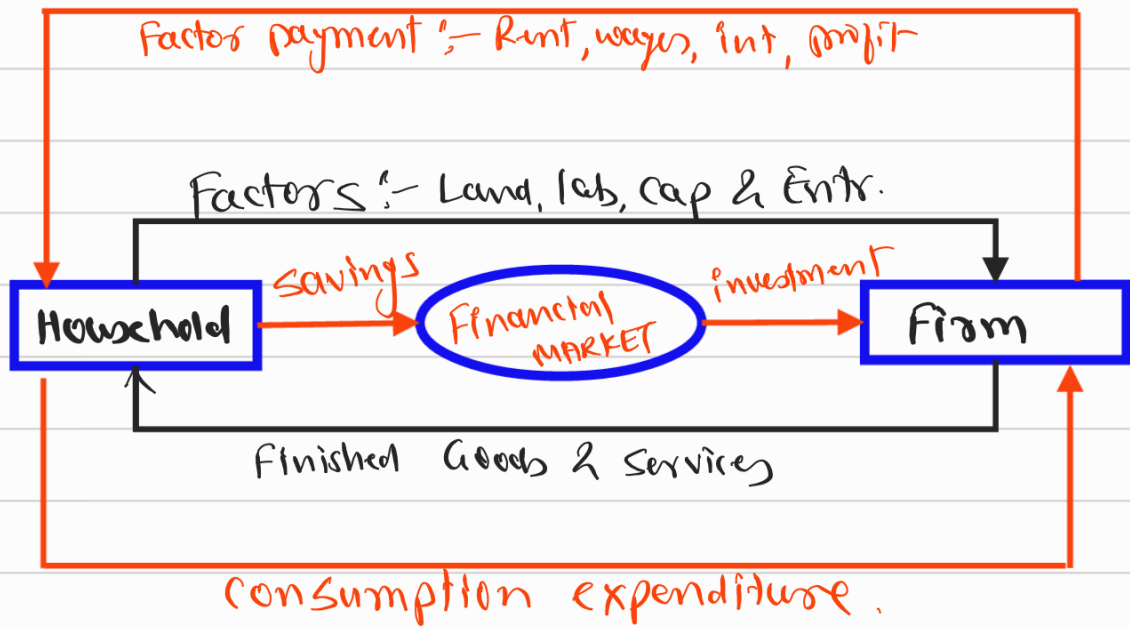 Factor payment :- Rent, wages, int, profit
Factors :- Land, lab, cap & Entr.
savings
investment
Household
Financial
MARKET
Firm
Finished Goods & Services
Consumption expenditure.